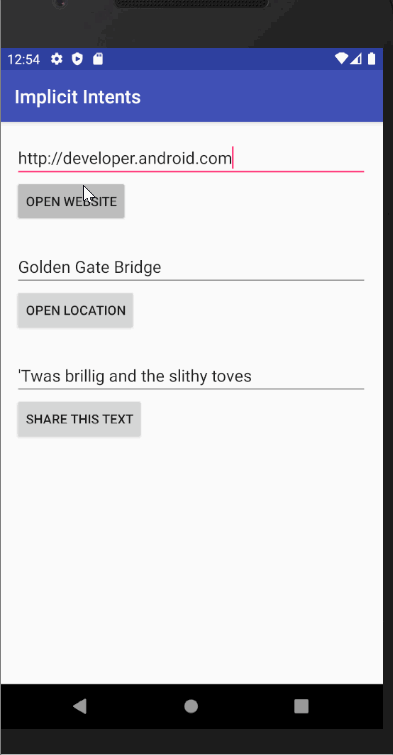 12:54
Implicit Intents
http://developer.android.com
OPEN WEBSITE
Golden Gate Bridge
OPEN LOCATION
'Twas brillig and the slithy toves
SHARE THIS TEXT